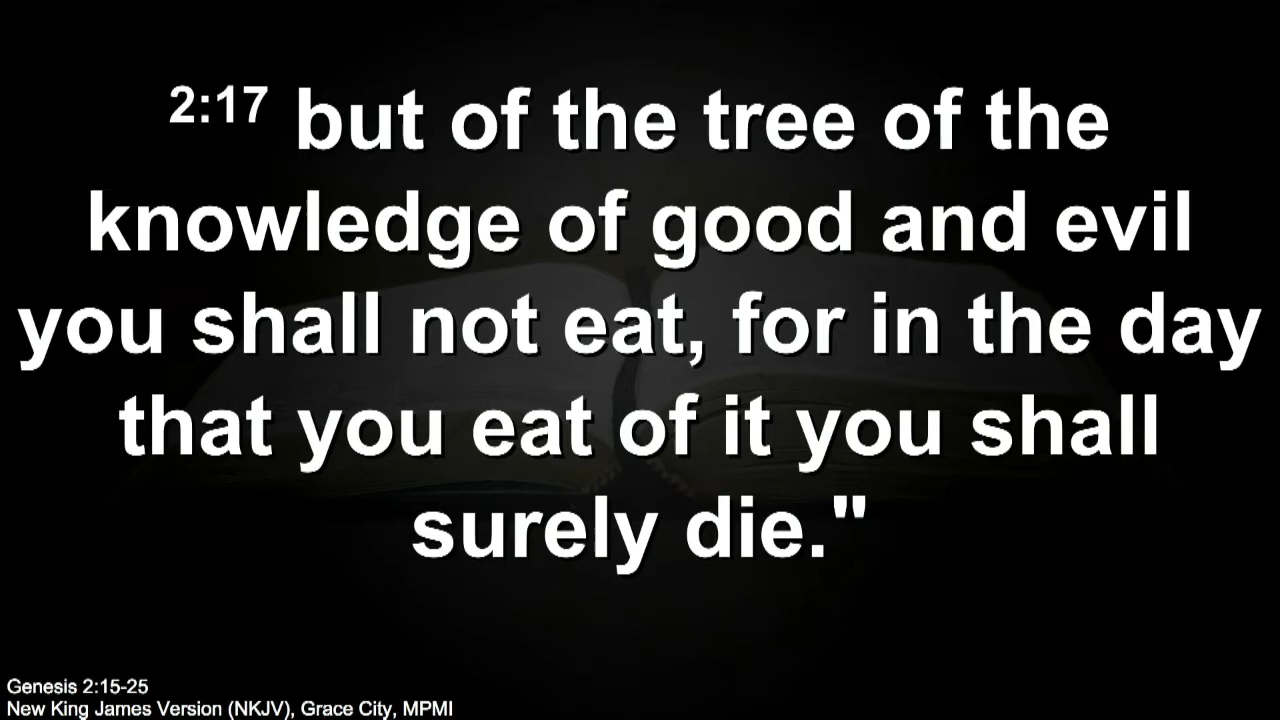 2:17 but of the tree of the
knowledge of good and evil
you shall not eat, for in the day
that you eat of it you shall
surely die."
Genesis 2:15-25
New King James Version (NKJV), Grace City, MPMI